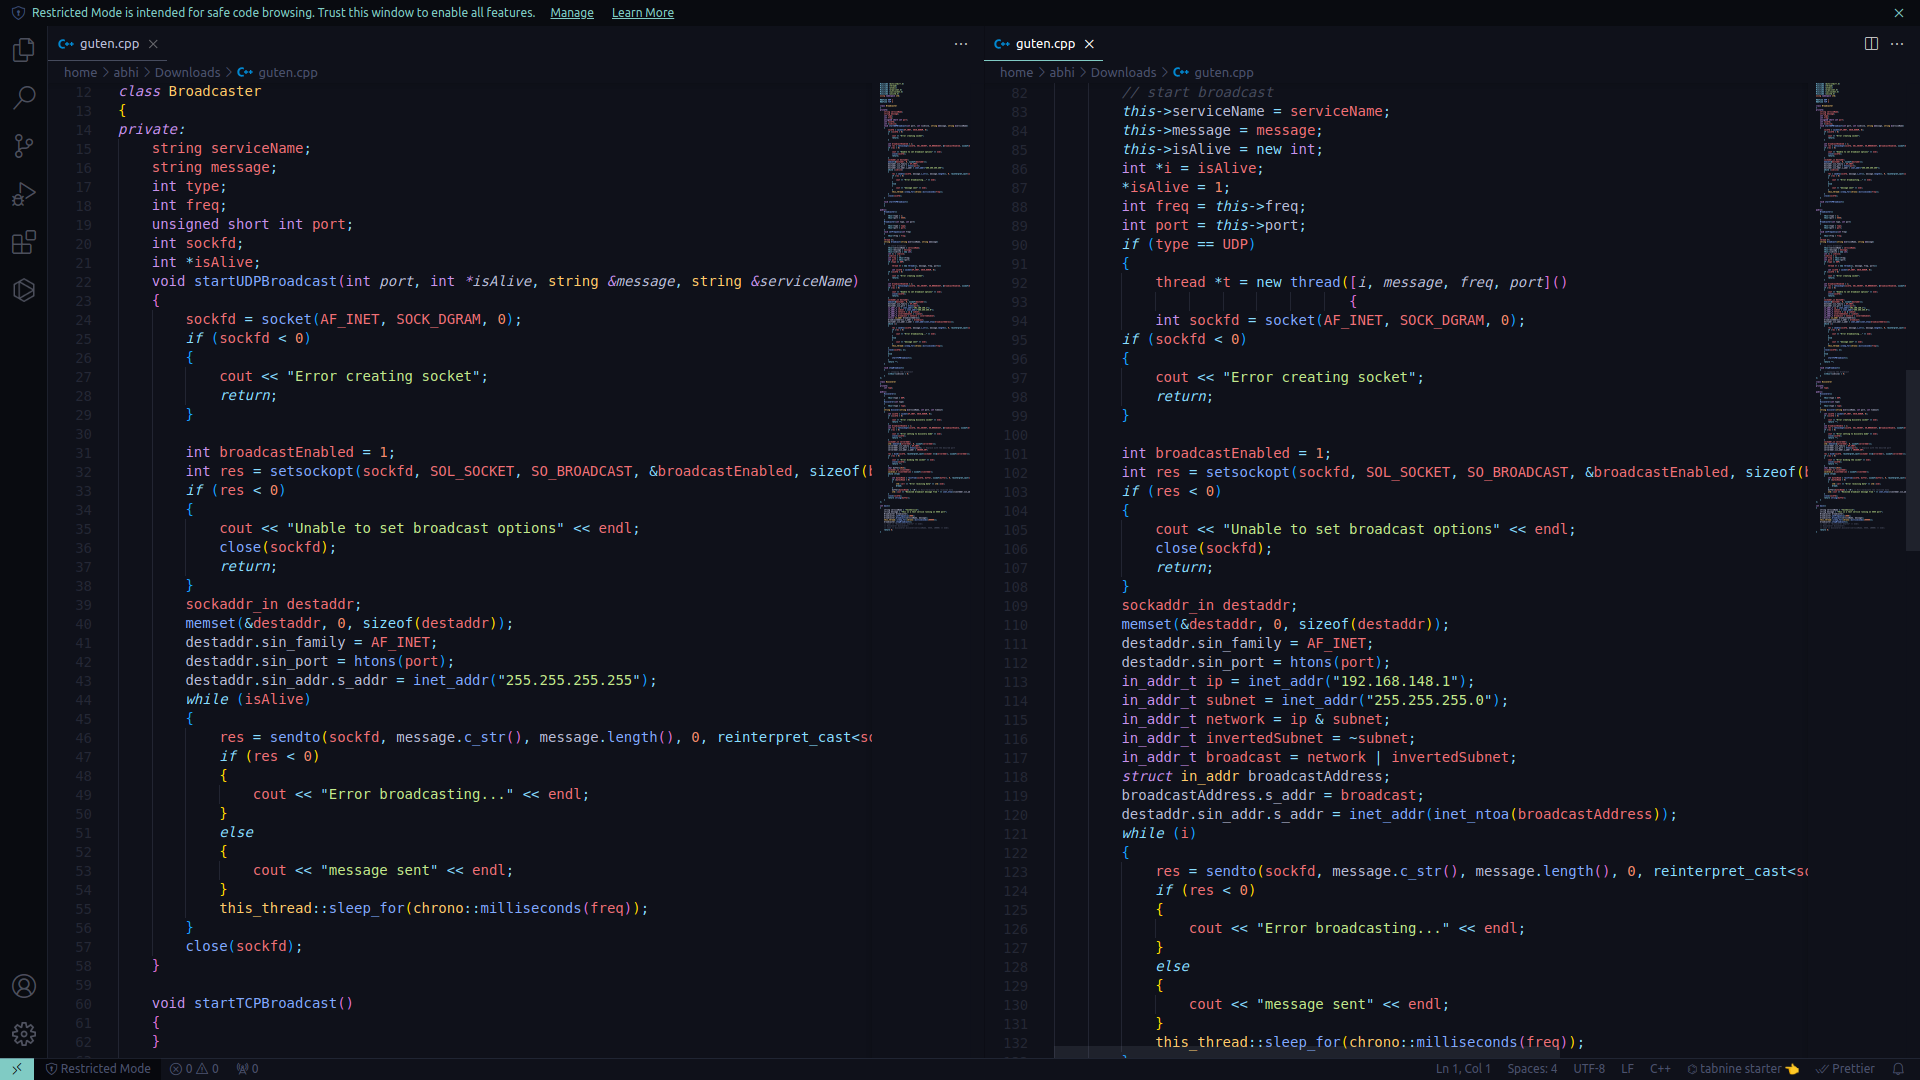 Restricted Mode is intended for safe code browsing. Trust this window to enable all features. Manage Learn More
guten.cpp
home > abhi > Downloads > guten.cpp
12 class Broadcaster
13 {
14 private:
15 string serviceName;
16 string message;
17 int type;
18 int freq;
19 unsigned short int port;
20 int sockfd;
21 int *isAlive;
22 void startUDPBroadcast(int port, int *isAlive, string &message, string &serviceName)
23 {
24 sockfd = socket(AF_INET, SOCK_DGRAM, 0);
25 if (sockfd < 0)
26 {
27 cout << "Error creating socket";
28 return;
29 }
30
31 int broadcastEnabled = 1;
32 int res = setsockopt(sockfd, SOL_SOCKET, SO_BROADCAST, &broadcastEnabled, sizeof(
33 if (res < 0)
34 {
35 cout << "Unable to set broadcast options" << endl;
36 close(sockfd);
37 return;
38 }
39 sockaddr_in destaddr;
40 memset(&destaddr, 0, sizeof(destaddr));
41 destaddr.sin_family = AF_INET;
42 destaddr.sin_port = htons(port);
43 destaddr.sin_addr.s_addr = inet_addr("255.255.255.255");
44 while (isAlive)
45 {
46 res = sendto(sockfd, message.c_str(), message.length(), 0, reinterpret_cast<
47 if (res < 0)
48 {
49 cout << "Error broadcasting..." << endl;
50 }
51 else
52 {
53 cout << "message sent" << endl;
54 }
55 this_thread::sleep_for(chrono::milliseconds(freq));
56 }
57 close(sockfd);
58 }
59
60 void startTCPBroadcast()
61 {
62 }
guten.cpp
home > abhi > Downloads > guten.cpp
82 // start broadcast
83 this->serviceName = serviceName;
84 this->message = message;
85 this->isAlive = new int;
86 int *i = isAlive;
87 *isAlive = 1;
88 int freq = this->freq;
89 int port = this->port;
90 if (type == UDP)
91 {
92 thread *t = new thread([i, message, freq, port]()
93 {
94 int sockfd = socket(AF_INET, SOCK_DGRAM, 0);
95 if (sockfd < 0)
96 {
97 cout << "Error creating socket";
98 return;
99 }
100
101 int broadcastEnabled = 1;
102 int res = setsockopt(sockfd, SOL_SOCKET, SO_BROADCAST, &broadcastEnabled, sizeof(
103 if (res < 0)
104 {
105 cout << "Unable to set broadcast options" << endl;
106 close(sockfd);
107 return;
108 }
109 sockaddr_in destaddr;
110 memset(&destaddr, 0, sizeof(destaddr));
111 destaddr.sin_family = AF_INET;
112 destaddr.sin_port = htons(port);
113 in_addr_t ip = inet_addr("192.168.148.1");
114 in_addr_t subnet = inet_addr("255.255.255.0");
115 in_addr_t network = ip & subnet;
116 in_addr_t invertedSubnet = ~subnet;
117 in_addr_t broadcast = network | invertedSubnet;
118 struct in_addr broadcastAddress;
119 broadcastAddress.s_addr = broadcast;
120 destaddr.sin_addr.s_addr = inet_addr(inet_ntoa(broadcastAddress));
121 while (i)
122 {
123 res = sendto(sockfd, message.c_str(), message.length(), 0, reinterpret_cast<
124 if (res < 0)
125 {
126 cout << "Error broadcasting..." << endl;
127 }
128 else
129 {
130 cout << "message sent" << endl;
131 }
132 this_thread::sleep_for(chrono::milliseconds(freq));
Restricted Mode 0 0 0 Ln 1, Col 1 Spaces: 4 UTF-8 LF C++ tabnine starter Prettier